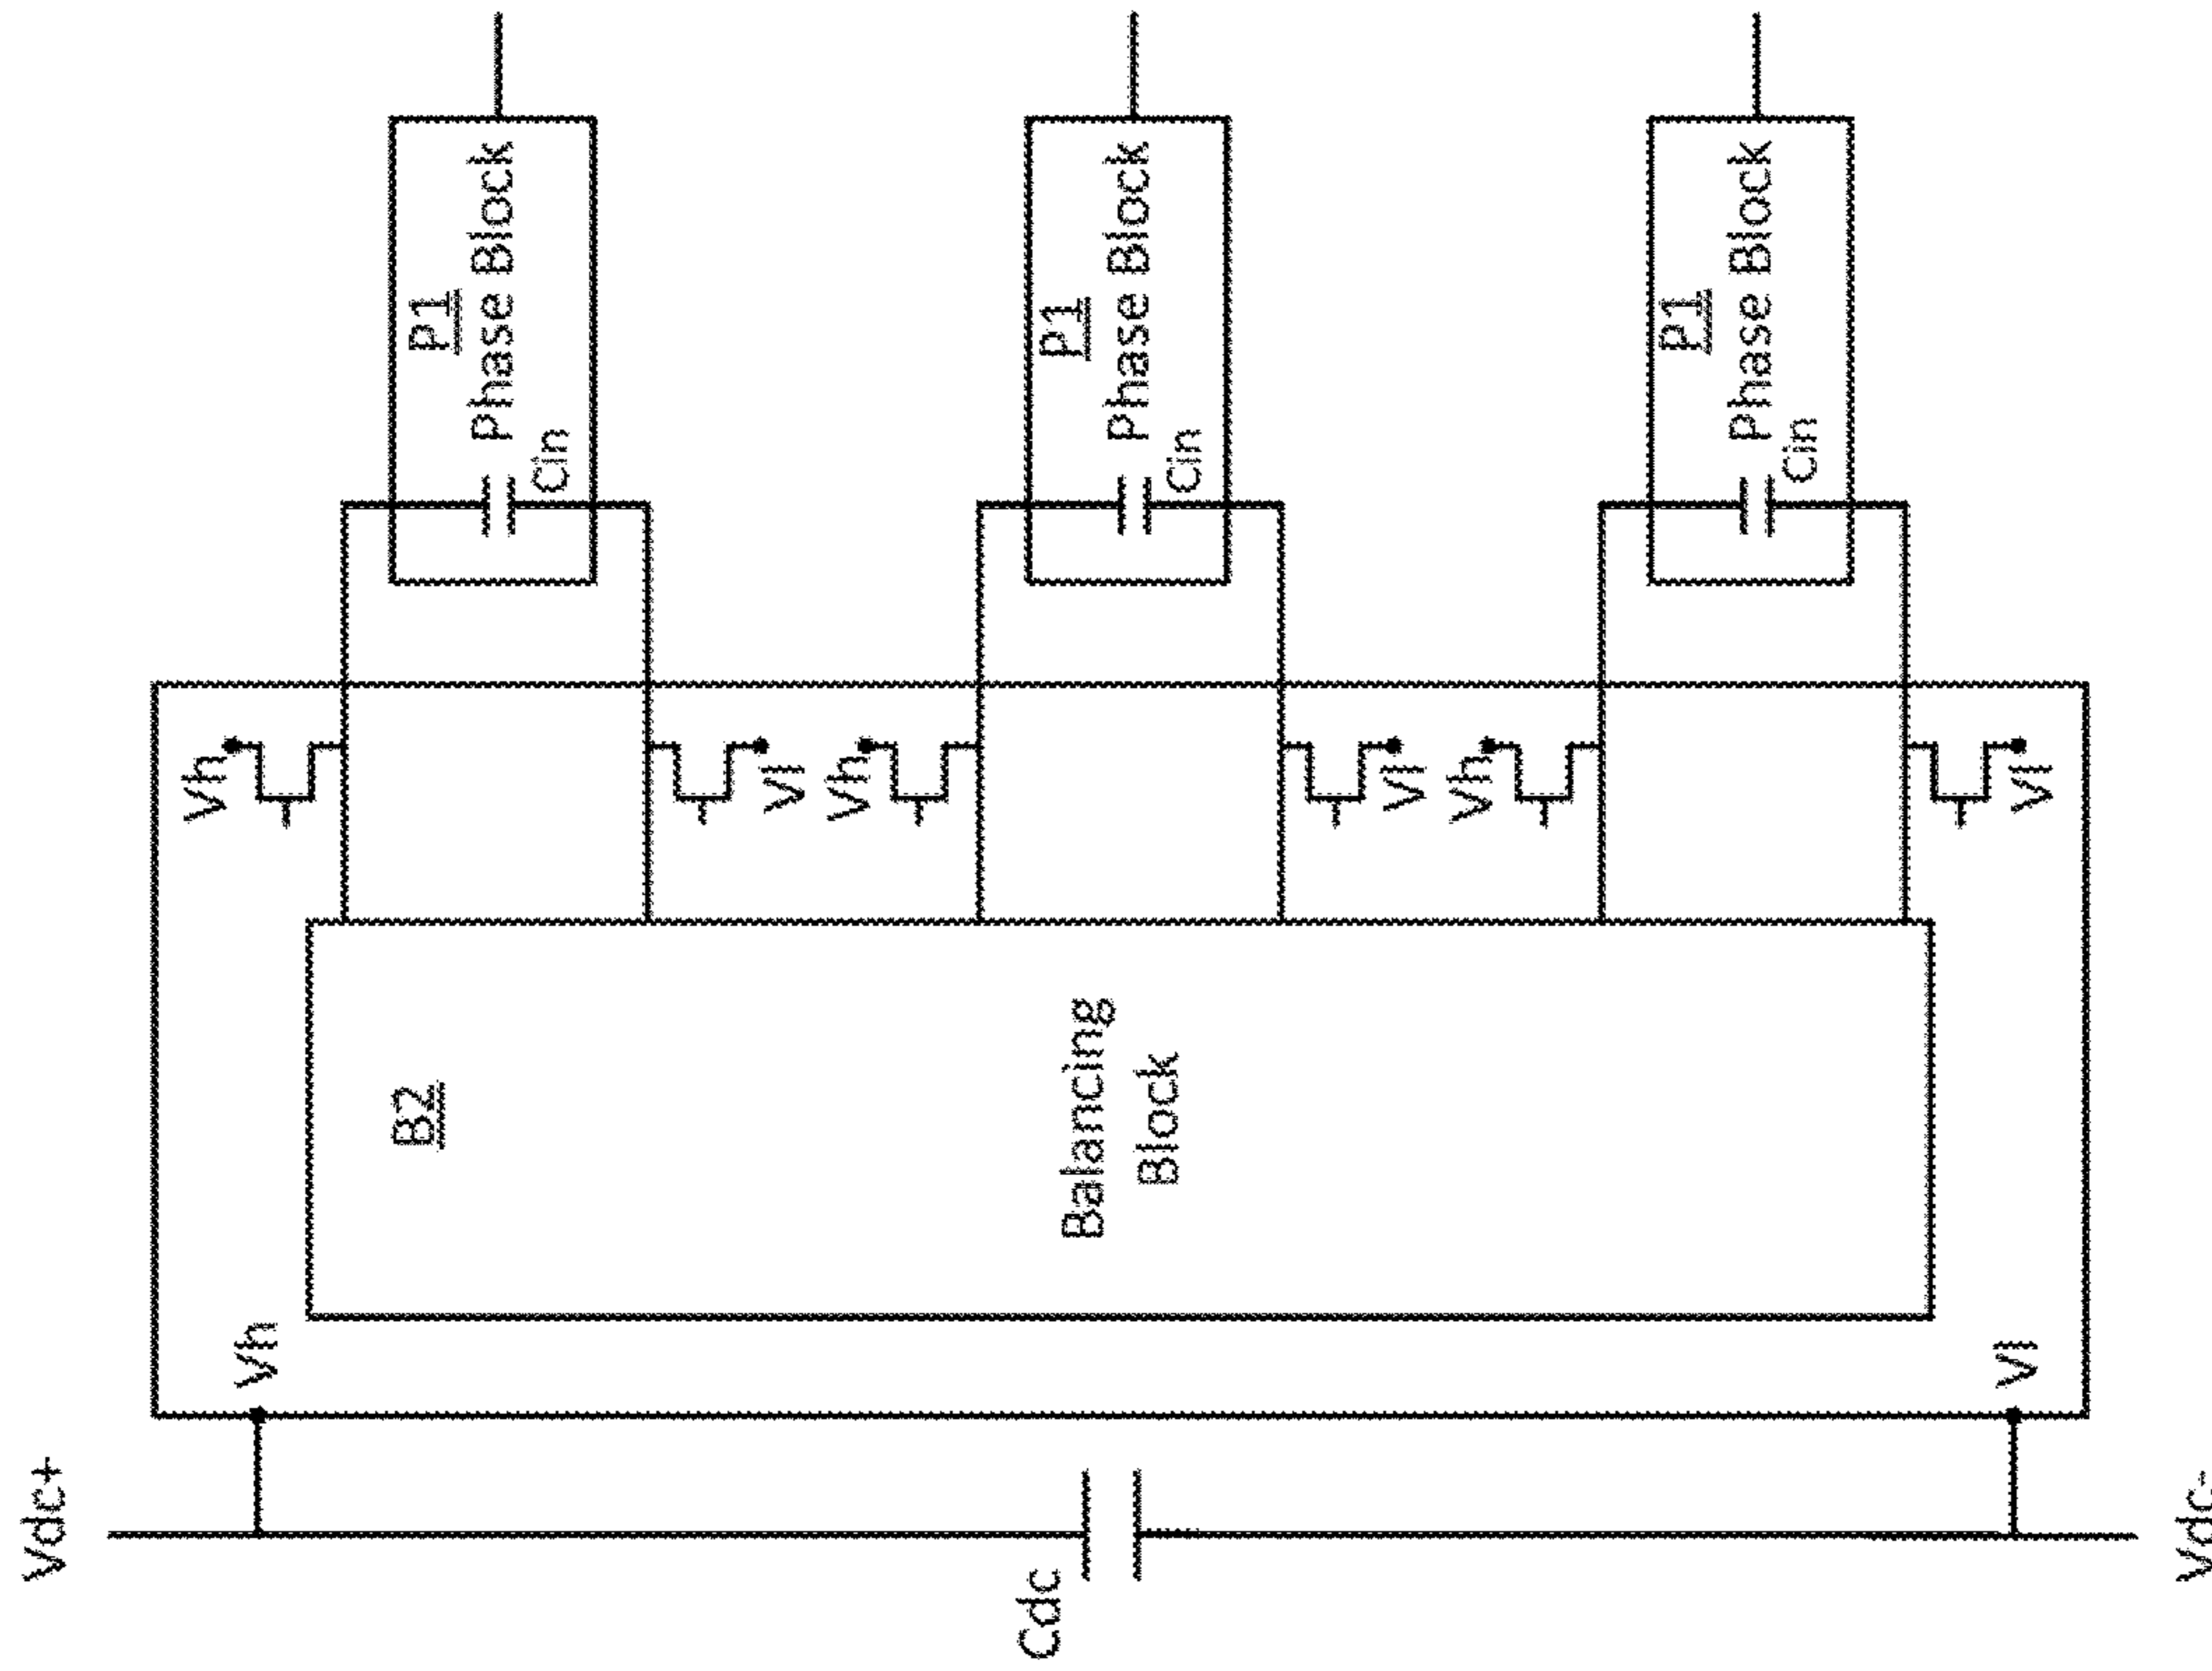 Vdc+
Vh
Vh
B2
P1
Phase Block
Cin
Vl
Vh
Cdc
Balancing
Block
P1
Phase Block
Cin
Vl
Vh
P1
Phase Block
Cin
Vl
Vl
Vdc-